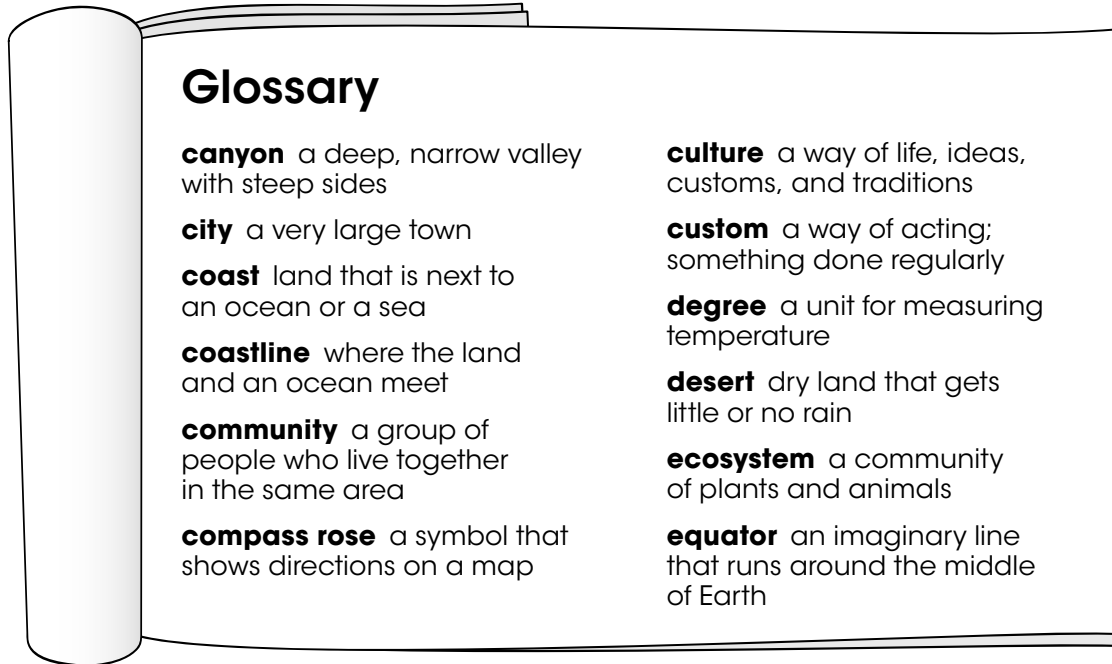 Glossary
canyon a deep, narrow valley
with steep sides
city a very large town
coast land that is next to
an ocean or a sea
coastline where the land
and an ocean meet
community a group of
people who live together
in the same area
compass rose a symbol that
shows directions on a map
culture a way of life, ideas,
customs, and traditions
custom a way of acting;
something done regularly
degree a unit for measuring
temperature
desert dry land that gets
little or no rain
ecosystem a community
of plants and animals
equator an imaginary line
that runs around the middle
of Earth